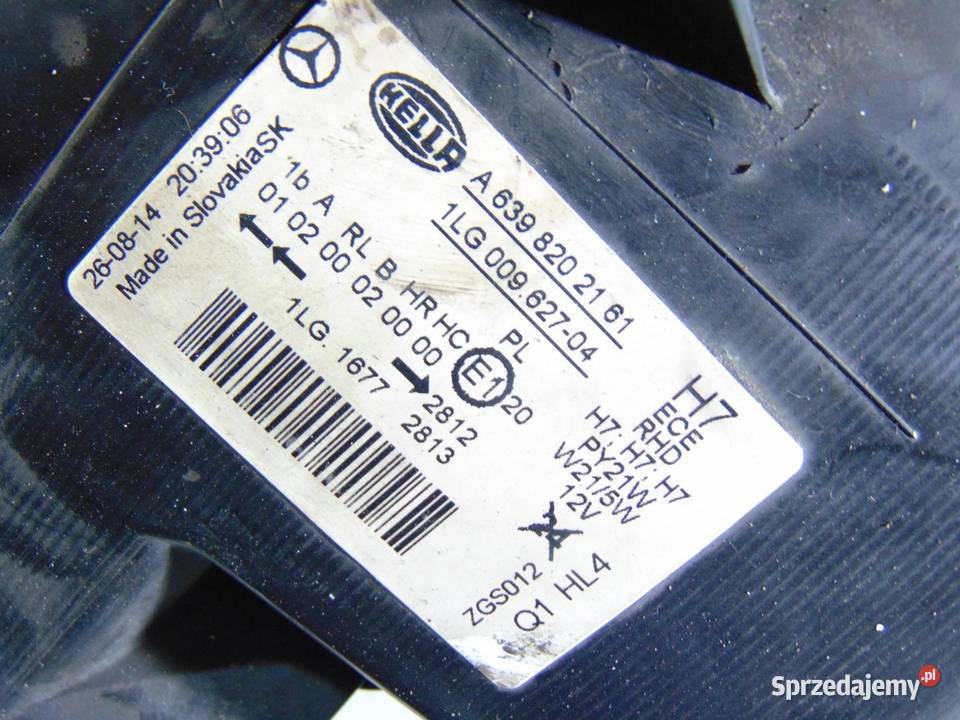 26-08-14 20:39:06
Made in SlovakiaSK
HELLA
A 639 820 21 61
1LG 009.627-04
1b A RL B HR HC PL
01 02 00 02 00 00 E1 20
2812
1LG. 1677 2813
H7
ECE
RHD
H7. H7. H7
PY21W
W21/5W
12V
ZGS012
Q1 HL4
Sprzedajemy.pl